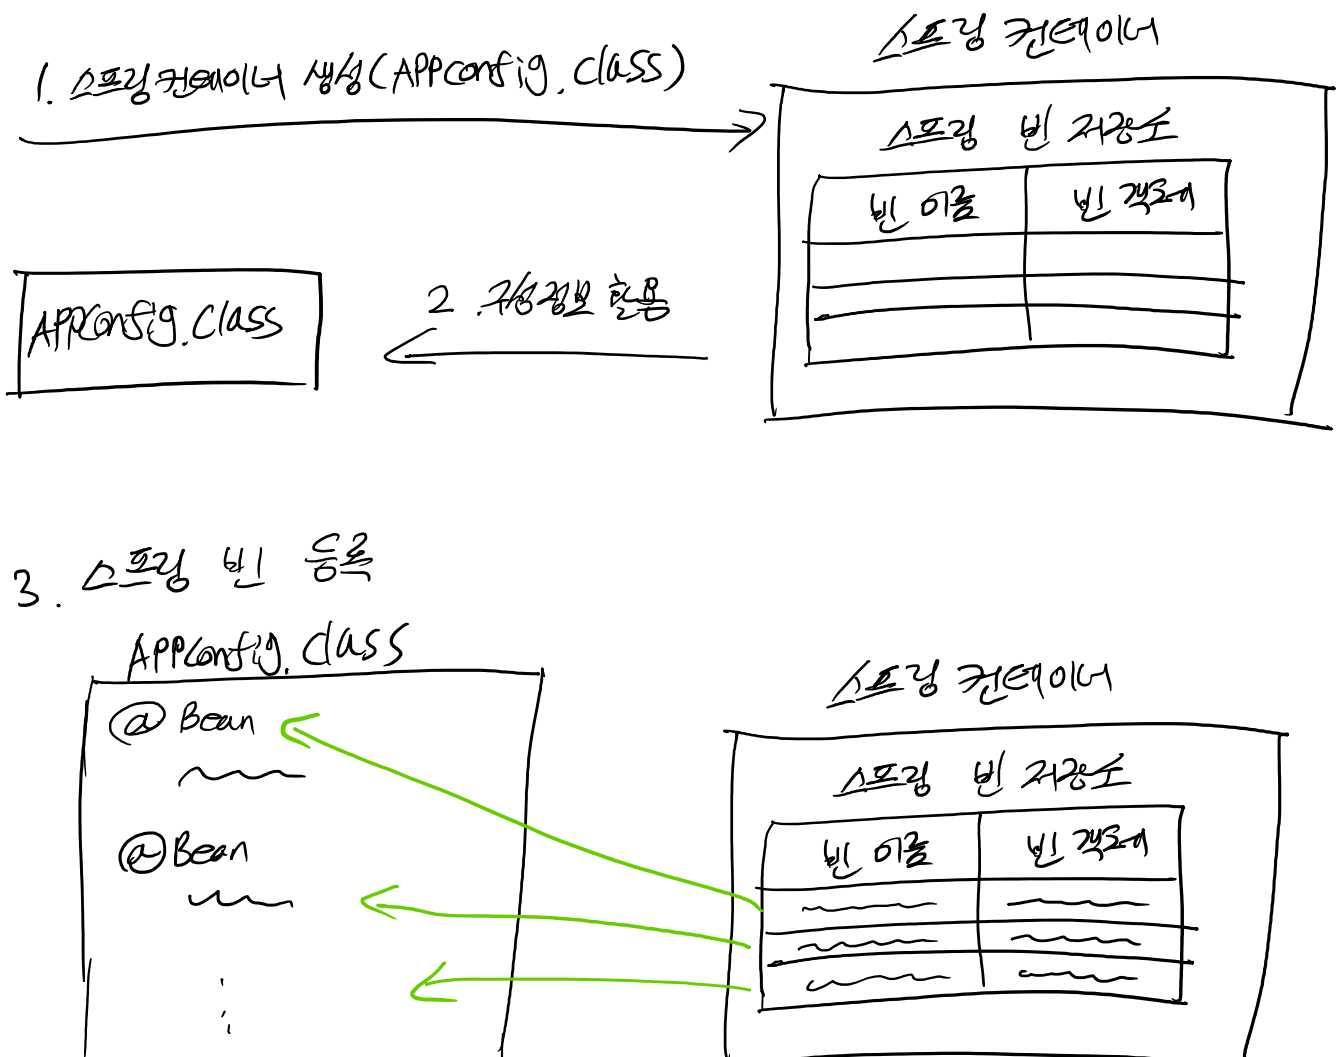 1. 스프링 컨테이너 생성(APPconfig.class)
스프링 컨테이너
스프링 빈 저장소
빈 이름 빈 객체
APPConfig.class
2. 구성정보 활용
3. 스프링 빈 등록
APPConfig.class
@Bean
@Bean
스프링 컨테이너
스프링 빈 저장소
빈 이름 빈 객체